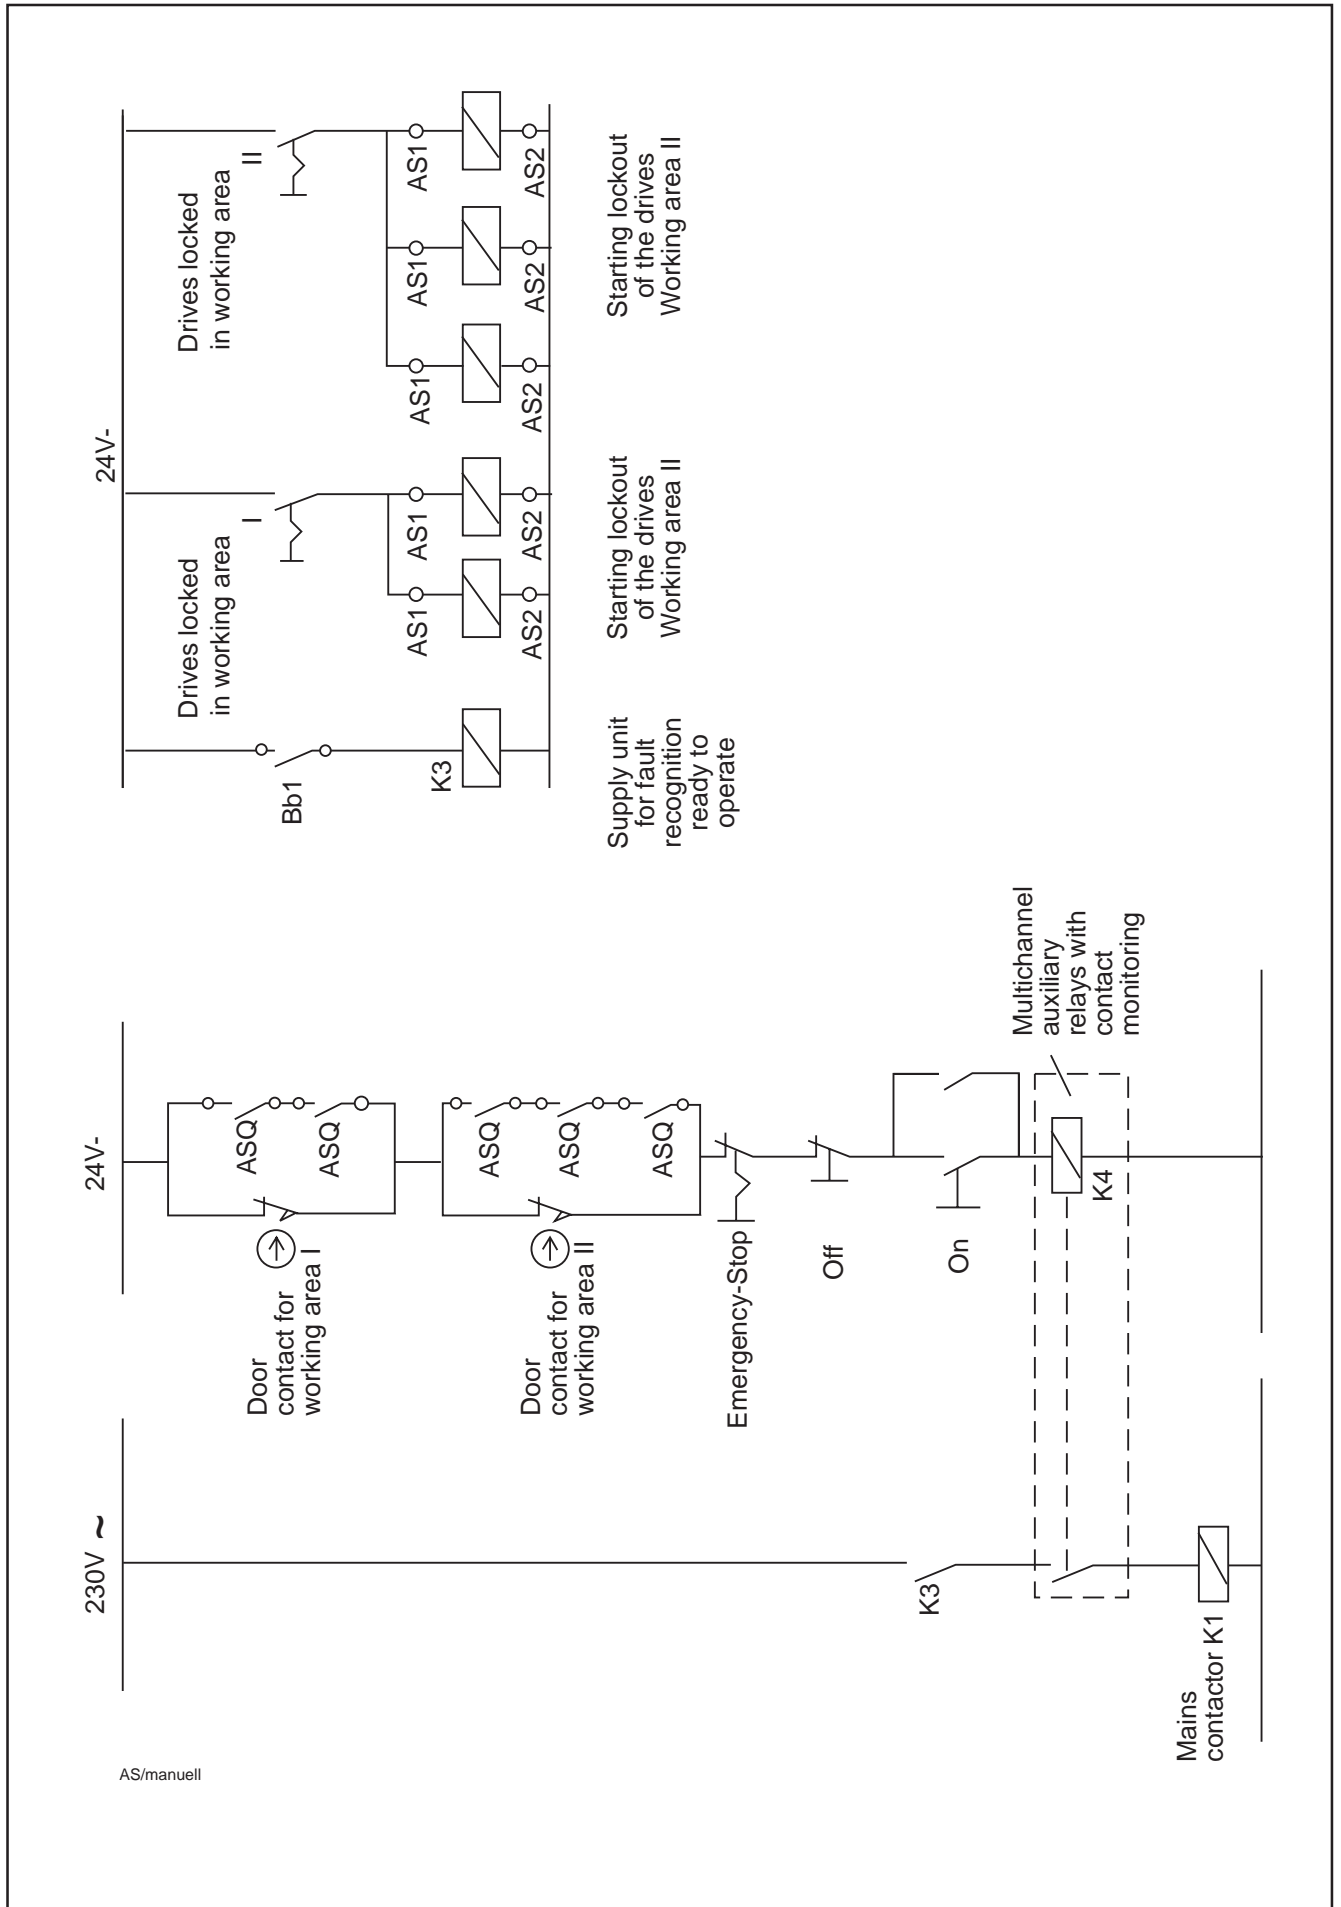 230V ~
K3
Mains
contactor K1
24V-
Door
contact for
working area I
ASQ
ASQ
Door
contact for
working area II
ASQ
ASQ
ASQ
Emergency-Stop
Off
On
K4
Multichannel
auxiliary
relays with
contact
monitoring
24V-
Bb1
K3
Supply unit
for fault
recognition
ready to
operate
Drives locked
in working area
I
AS1
AS1
AS2
AS2
Starting lockout
of the drives
Working area II
Drives locked
in working area
II
AS1
AS1
AS1
AS2
AS2
AS2
Starting lockout
of the drives
Working area II
AS/manuell